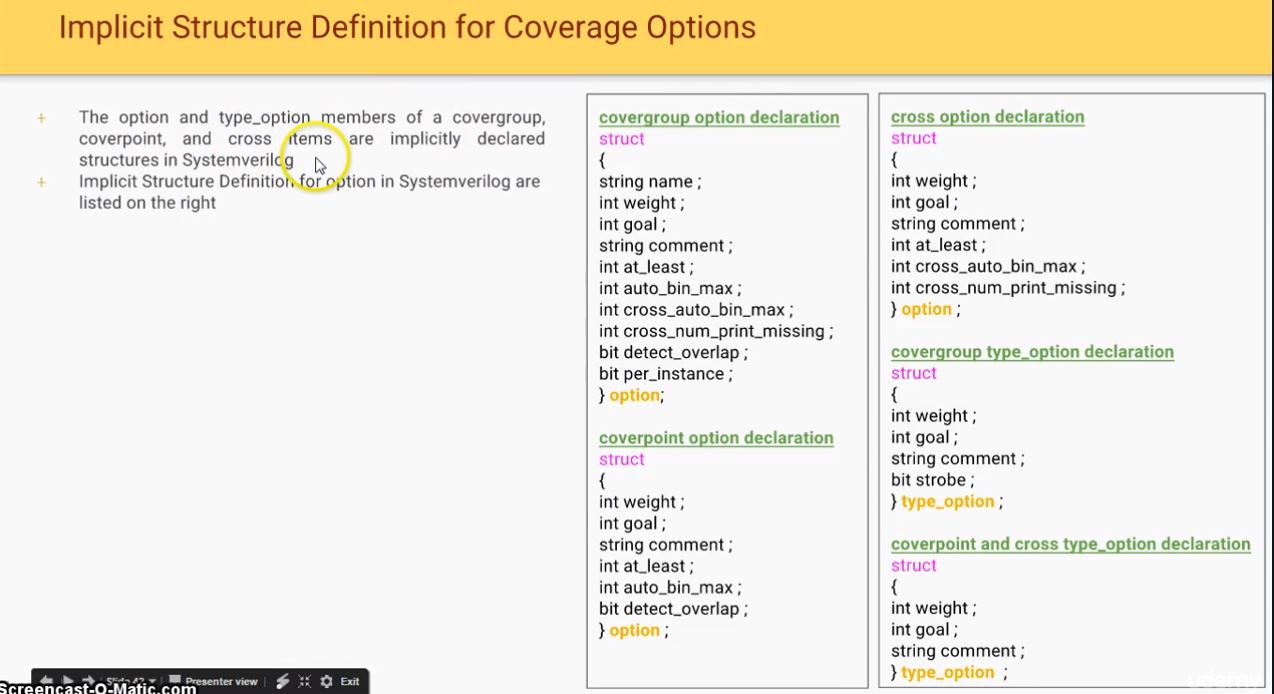 Implicit Structure Definition for Coverage Options
+ The option and type_option members of a covergroup,
coverpoint, and cross items are implicitly declared
structures in Systemverilog
+ Implicit Structure Definition for option in Systemverilog are
listed on the right
covergroup option declaration
struct
{
string name ;
int weight ;
int goal ;
string comment ;
int at_least ;
int auto_bin_max ;
int cross_auto_bin_max ;
int cross_num_print_missing ;
bit detect_overlap ;
bit per_instance ;
} option;
coverpoint option declaration
struct
{
int weight ;
int goal ;
string comment ;
int at_least ;
int auto_bin_max ;
bit detect_overlap ;
} option ;
cross option declaration
struct
{
int weight ;
int goal ;
string comment ;
int at_least ;
int cross_auto_bin_max ;
int cross_num_print_missing ;
} option ;
covergroup type_option declaration
struct
{
int weight ;
int goal ;
string comment ;
bit strobe ;
} type_option ;
coverpoint and cross type_option declaration
struct
{
int weight ;
int goal ;
string comment ;
} type_option ;
Presenter view Exit
Screencast-O-Matic.com
udemy